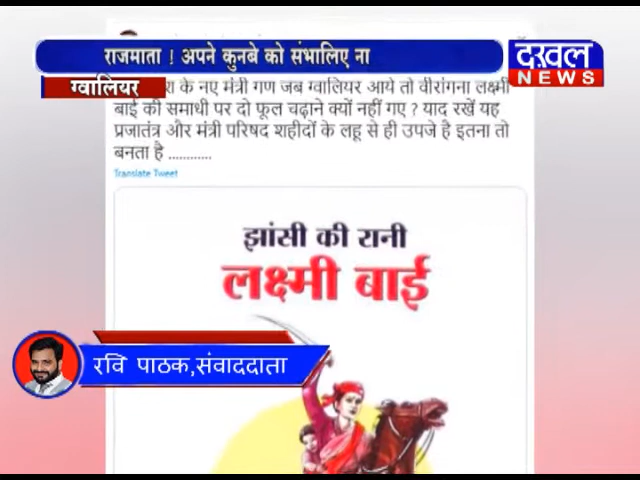 राजमाता ! अपने कुनबे को संभालिए ना
दख़ल
NEWS
ग्वालियर
के नए मंत्री गण जब ग्वालियर आये तो वीरांगना लक्ष्मी
बाई की समाधी पर दो फूल चढ़ाने क्यों नहीं गए ? याद रखें यह
प्रजातंत्र और मंत्री परिषद शहीदों के लहू से ही उपजे है इतना तो
बनता है ............
Translate Tweet
झांसी की रानी
लक्ष्मी बाई
रवि पाठक,संवाददाता